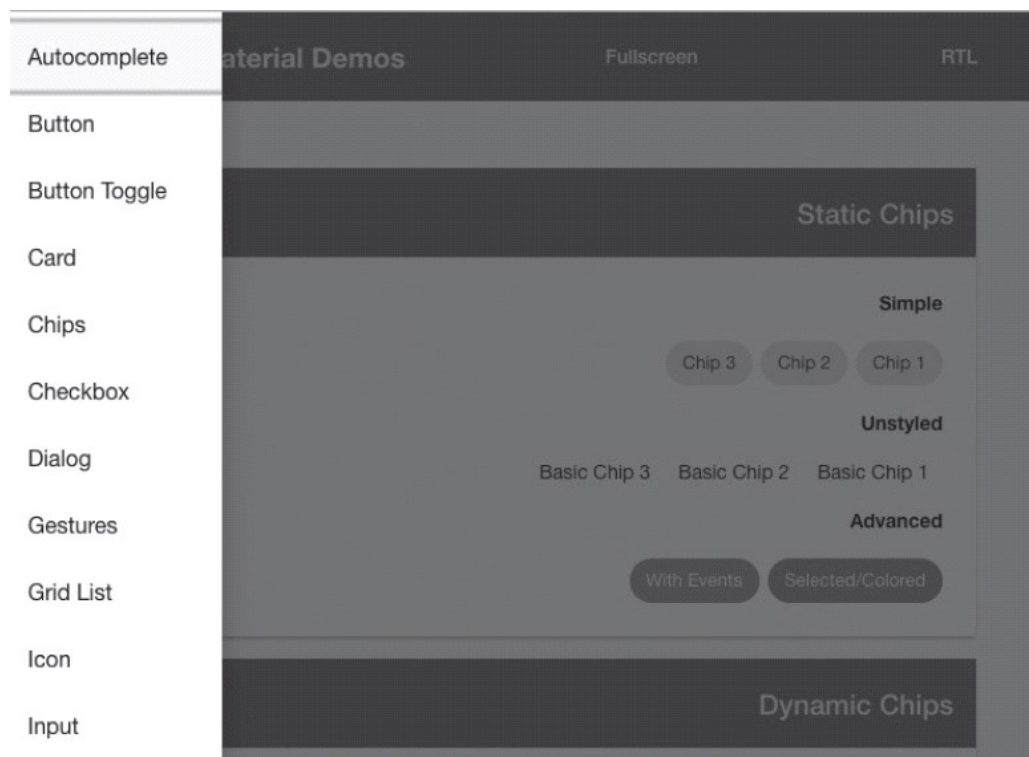 Autocomplete
Button
Button Toggle
Card
Chips
Checkbox
Dialog
Gestures
Grid List
Icon
Input
aterial Demos Fullscreen RTL
Static Chips
Simple
Chip 3 Chip 2 Chip 1
Unstyled
Basic Chip 3 Basic Chip 2 Basic Chip 1
Advanced
With Events Selected/Colored
Dynamic Chips